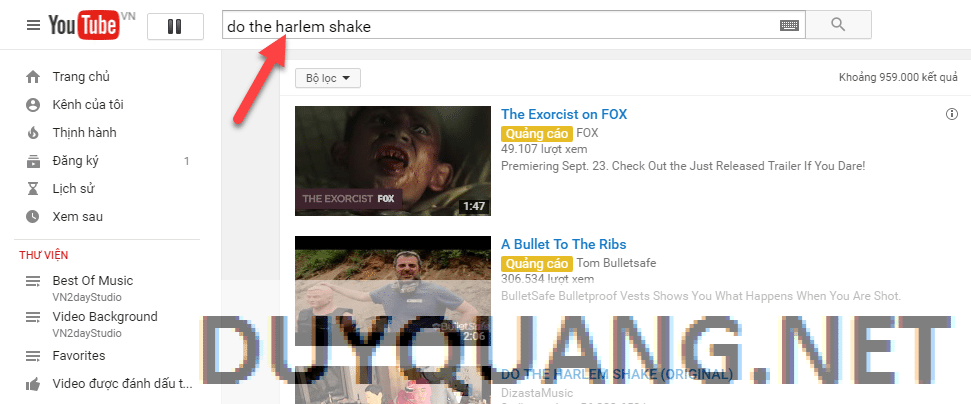 YouTube VN
do the harlem shake
Trang chủ
Kênh của tôi
Thịnh hành
Đăng ký 1
Lịch sử
Xem sau
THƯ VIỆN
Best Of Music
VN2dayStudio
Video Background
VN2dayStudio
Favorites
Video được đánh dấu t...
Bộ lọc
Khoảng 959.000 kết quả
THE EXORCIST FOX
1:47
The Exorcist on FOX
Quảng cáo FOX
49.107 lượt xem
Premiering Sept. 23. Check Out the Just Released Trailer If You Dare!
BulletSafe
2:06
A Bullet To The Ribs
Quảng cáo Tom Bulletsafe
306.534 lượt xem
BulletSafe Bulletproof Vests Shows You What Happens When You Are Shot.
DUYQUANG.NET
DO THE HARLEM SHAKE (ORIGINAL)
DizastaMusic